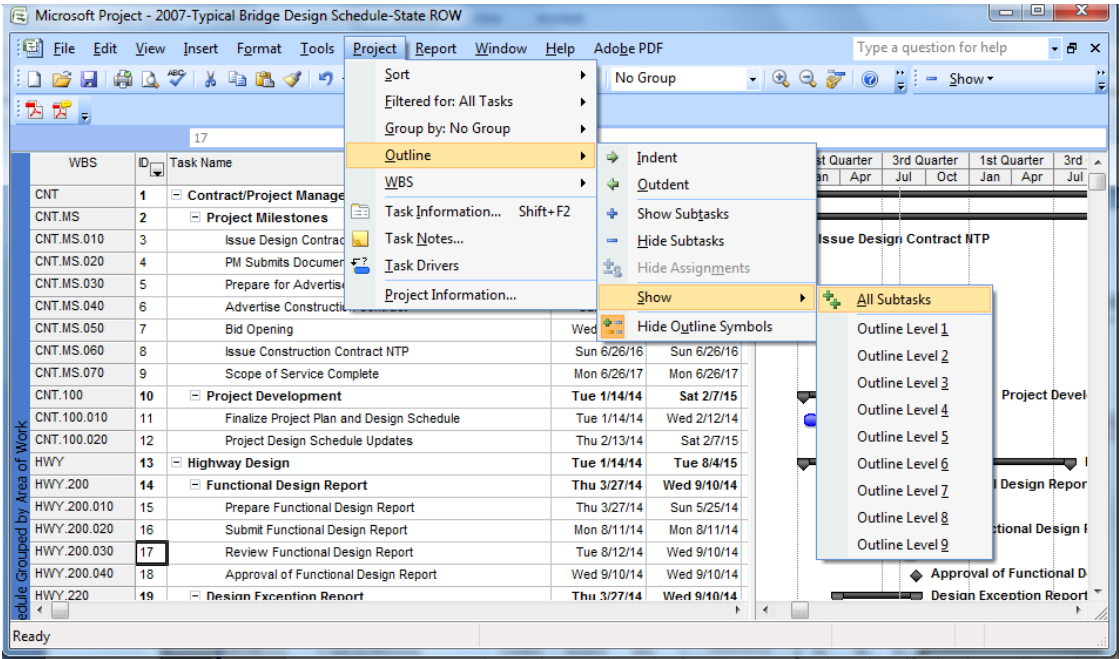 Microsoft Project - 2007-Typical Bridge Design Schedule-State ROW
File Edit View Insert Format Tools Project Report Window Help Adobe PDF Type a question for help
No Group Show
17
Sort
Filtered for: All Tasks
Group by: No Group
Outline
WBS
Task Information... Shift+F2
Task Notes...
Task Drivers
Project Information...
Indent
Outdent
Show Subtasks
Hide Subtasks
Hide Assignments
Show
Hide Outline Symbols
All Subtasks
Outline Level 1
Outline Level 2
Outline Level 3
Outline Level 4
Outline Level 5
Outline Level 6
Outline Level 7
Outline Level 8
Outline Level 9
WBS ID Task Name
st Quarter 3rd Quarter 1st Quarter 3rd
an Apr Jul Oct Jan Apr Jul
CNT 1 Contract/Project Manage
CNT.MS 2 Project Milestones
CNT.MS.010 3 Issue Design Contrac Issue Design Contract NTP
CNT.MS.020 4 PM Submits Documen
CNT.MS.030 5 Prepare for Advertise
CNT.MS.040 6 Advertise Construction Contract
CNT.MS.050 7 Bid Opening Wed
CNT.MS.060 8 Issue Construction Contract NTP Sun 6/26/16 Sun 6/26/16
CNT.MS.070 9 Scope of Service Complete Mon 6/26/17 Mon 6/26/17
CNT.100 10 Project Development Tue 1/14/14 Sat 2/7/15 Project Devel
CNT.100.010 11 Finalize Project Plan and Design Schedule Tue 1/14/14 Wed 2/12/14
CNT.100.020 12 Project Design Schedule Updates Thu 2/13/14 Sat 2/7/15
HWY 13 Highway Design Tue 1/14/14 Tue 8/4/15
HWY.200 14 Functional Design Report Thu 3/27/14 Wed 9/10/14 l Design Repor
HWY.200.010 15 Prepare Functional Design Report Thu 3/27/14 Sun 5/25/14
HWY.200.020 16 Submit Functional Design Report Mon 8/11/14 Mon 8/11/14 ctional Design R
HWY.200.030 17 Review Functional Design Report Tue 8/12/14 Wed 9/10/14
HWY.200.040 18 Approval of Functional Design Report Wed 9/10/14 Wed 9/10/14 Approval of Functional D
HWY.220 19 Design Exception Report Thu 3/27/14 Wed 9/10/14 Design Exception Report
edule Grouped by Area of Work
Ready